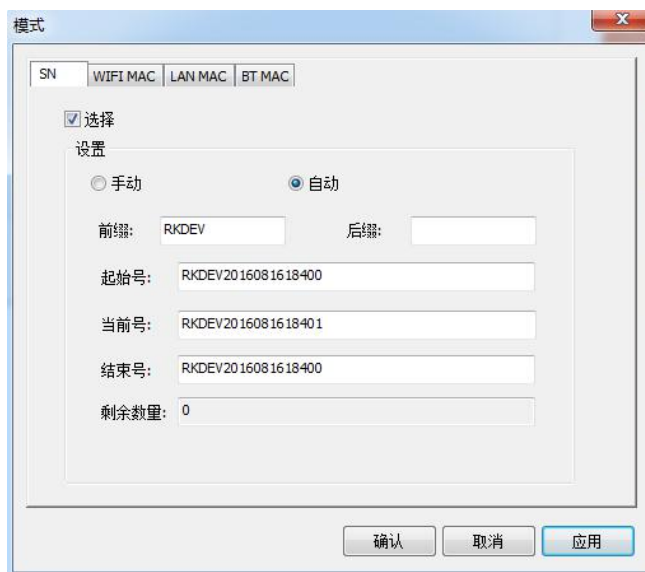 模式
SN WIFI MAC LAN MAC BT MAC
选择
设置
手动 自动
前缀: RKDEV 后缀:
起始号: RKDEV2016081618400
当前号: RKDEV2016081618401
结束号: RKDEV2016081618400
剩余数量: 0
确认 取消 应用